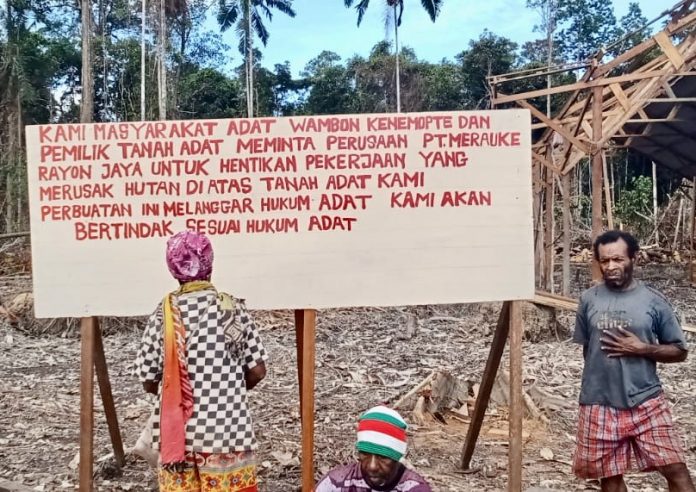 KAMI MASYARAKAT ADAT WAMBON KENEMOPTE DAN
PEMILIK TANAH ADAT MEMINTA PERUSAAN PT.MERAUKE
RAYON JAYA UNTUK HENTIKAN PEKERJAAN YANG
MERUSAK HUTAN DI ATAS TANAH ADAT KAMI
PERBUATAN INI MELANGGAR HUKUM ADAT KAMI AKAN
BERTINDAK SESUAI HUKUM ADAT